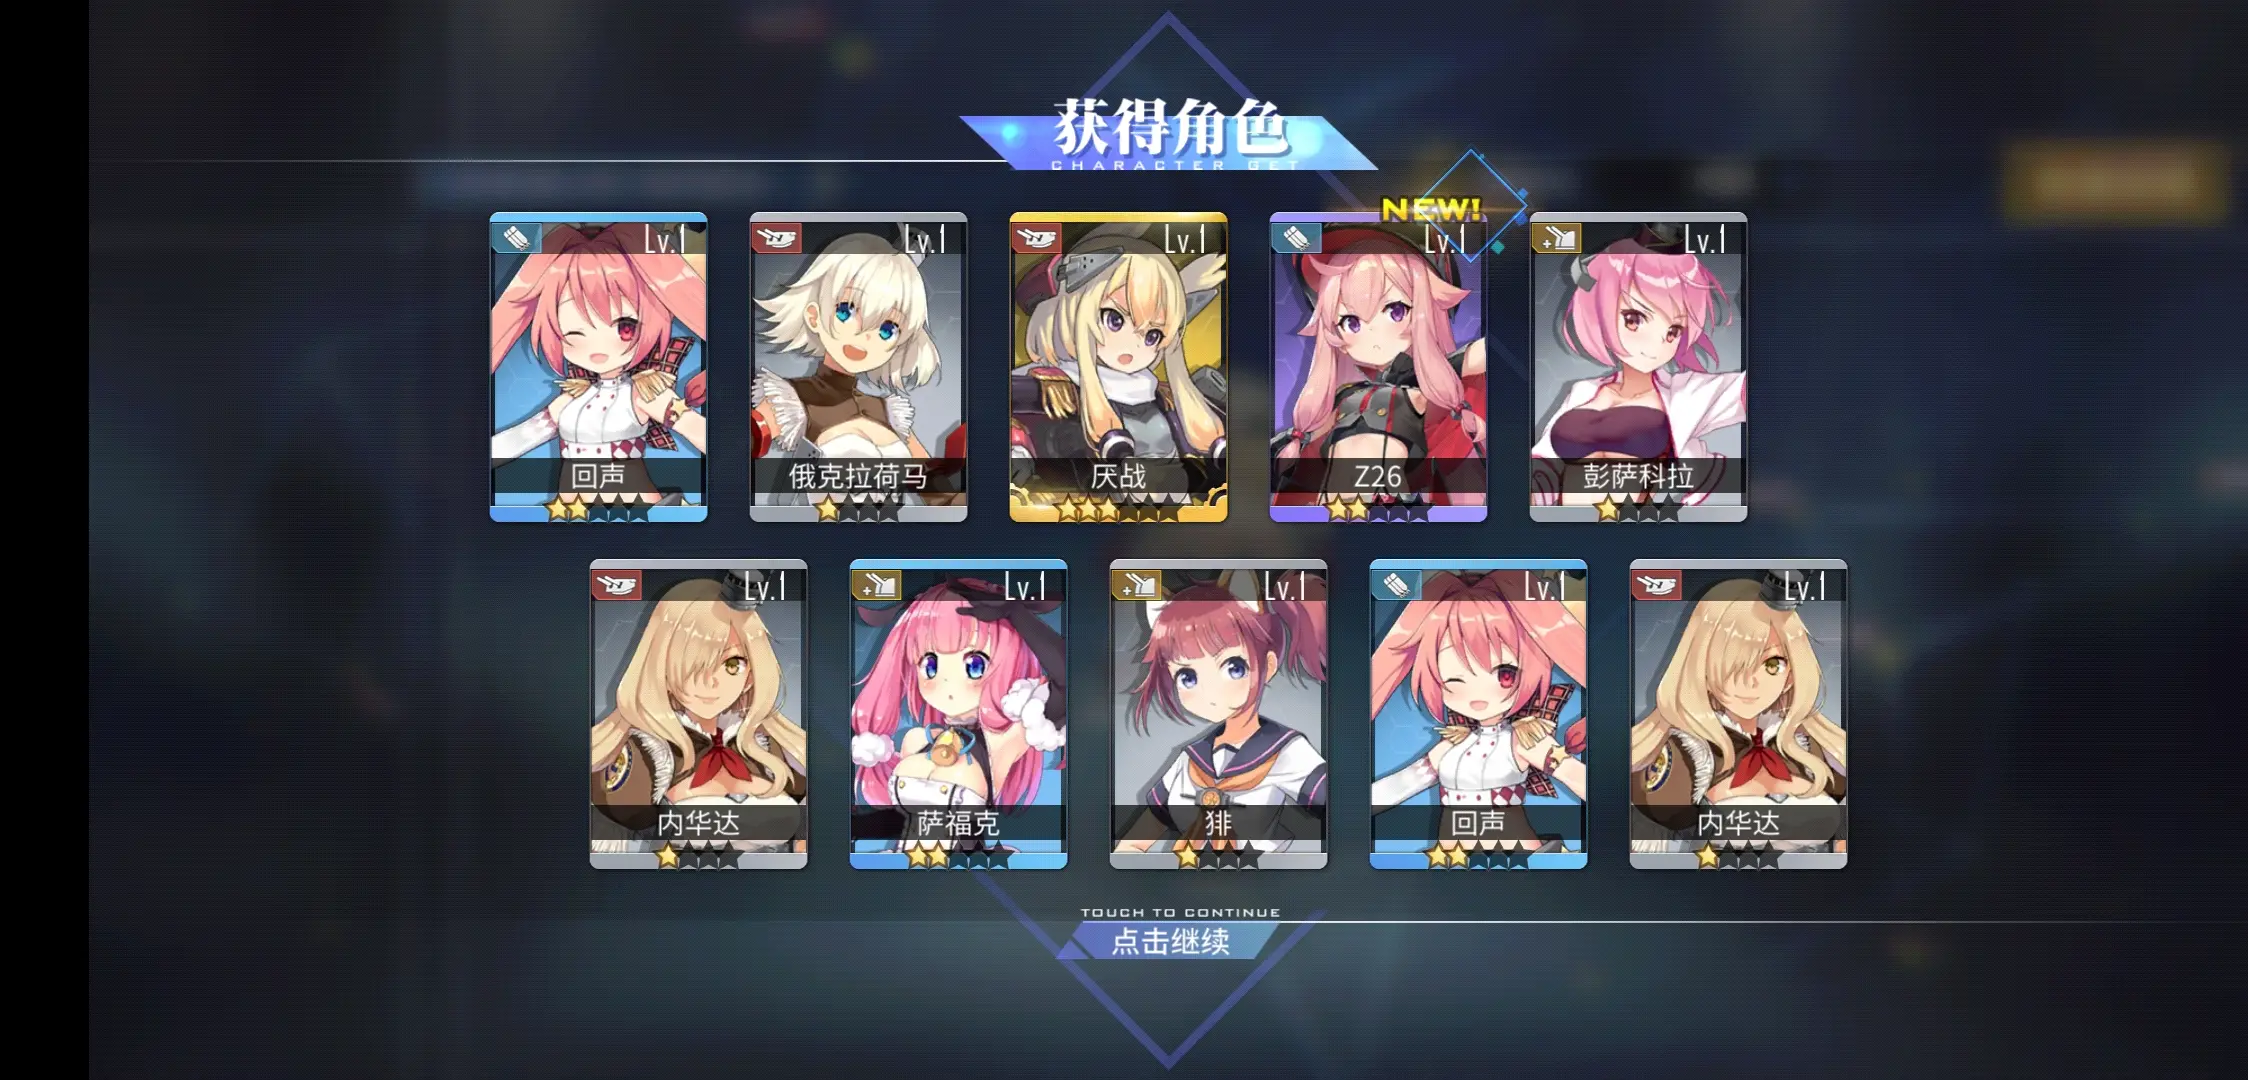 获得角色
CHARACTER GET
NEW!
Lv.1 Lv.1 Lv.1 Lv.1 Lv.1
回声 俄克拉荷马 厌战 Z26 彭萨科拉
Lv.1 Lv.1 Lv.1 Lv.1 Lv.1
内华达 萨福克 猅 回声 内华达
TOUCH TO CONTINUE
点击继续